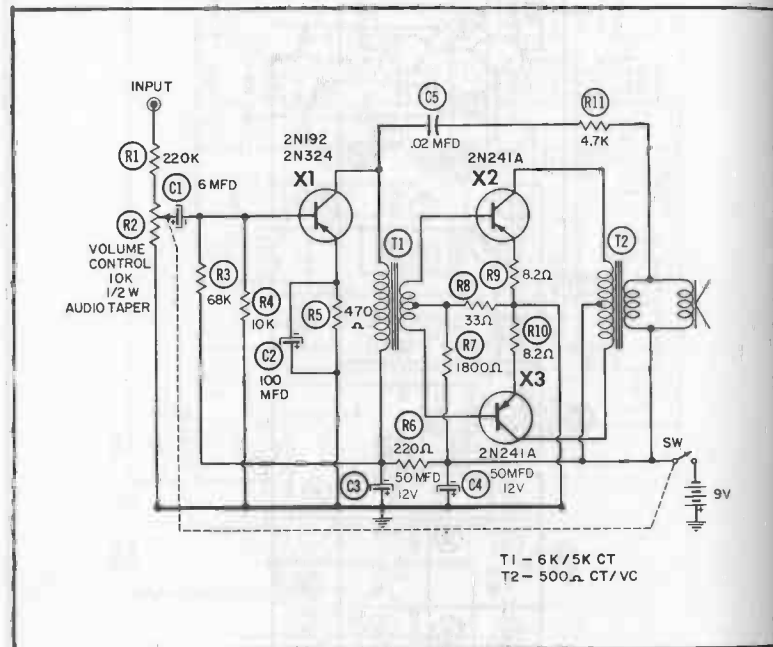 INPUT
R1
220K
C1
6 MFD
R2
VOLUME
CONTROL
10K
1/2 W
AUDIO TAPER
R3
68K
R4
10K
2N192
2N324
X1
R5
470
Ω
C2
100
MFD
C5
.02 MFD
R11
4.7K
2N241A
X2
T1
R9
8.2Ω
R8
33Ω
R10
8.2Ω
R7
1800Ω
X3
2N241A
T2
R6
220Ω
C3
50 MFD
12V
C4
50MFD
12V
SW
9V
T1 – 6K/5K CT
T2 – 500Ω CT/VC